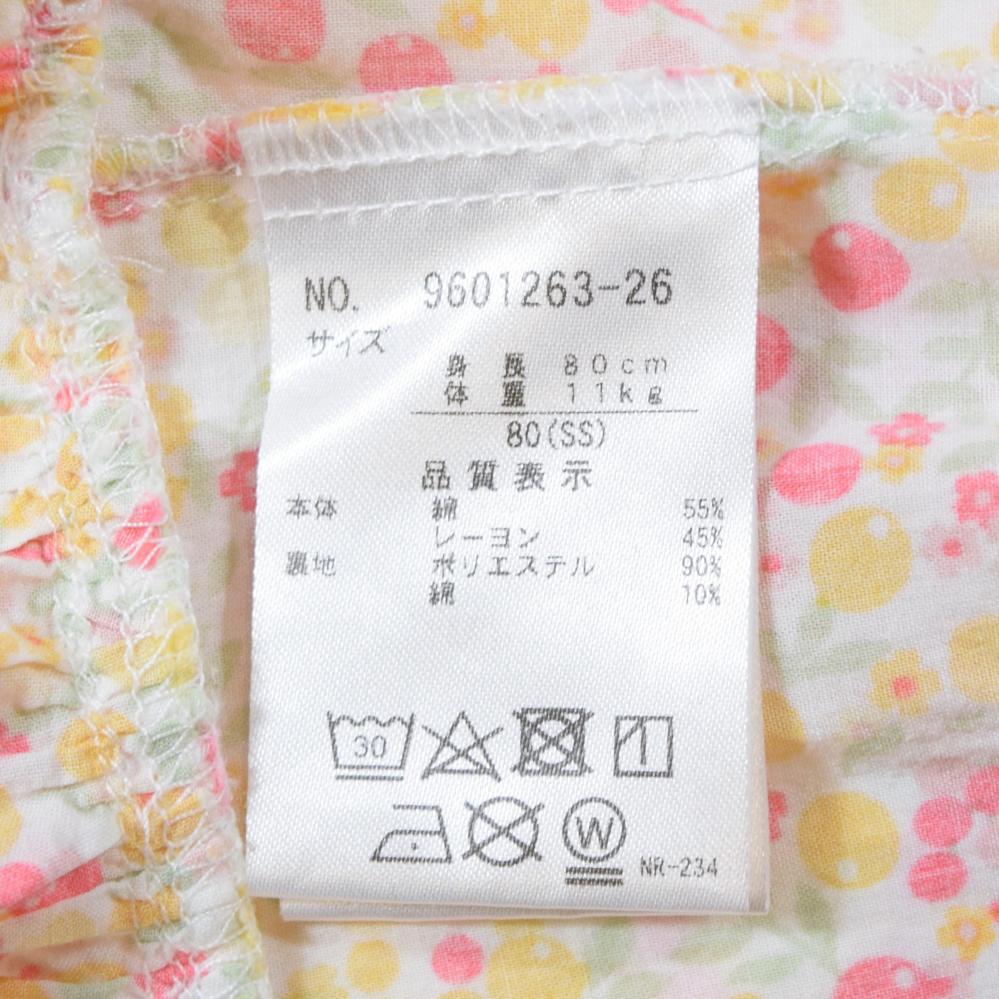 NO. 9601263-26
サイズ
身長 80cm
体重 11kg
80(SS)
品質表示
本体 綿 55%
レーヨン 45%
裏地 ポリエステル 90%
綿 10%
30
W
NR-234